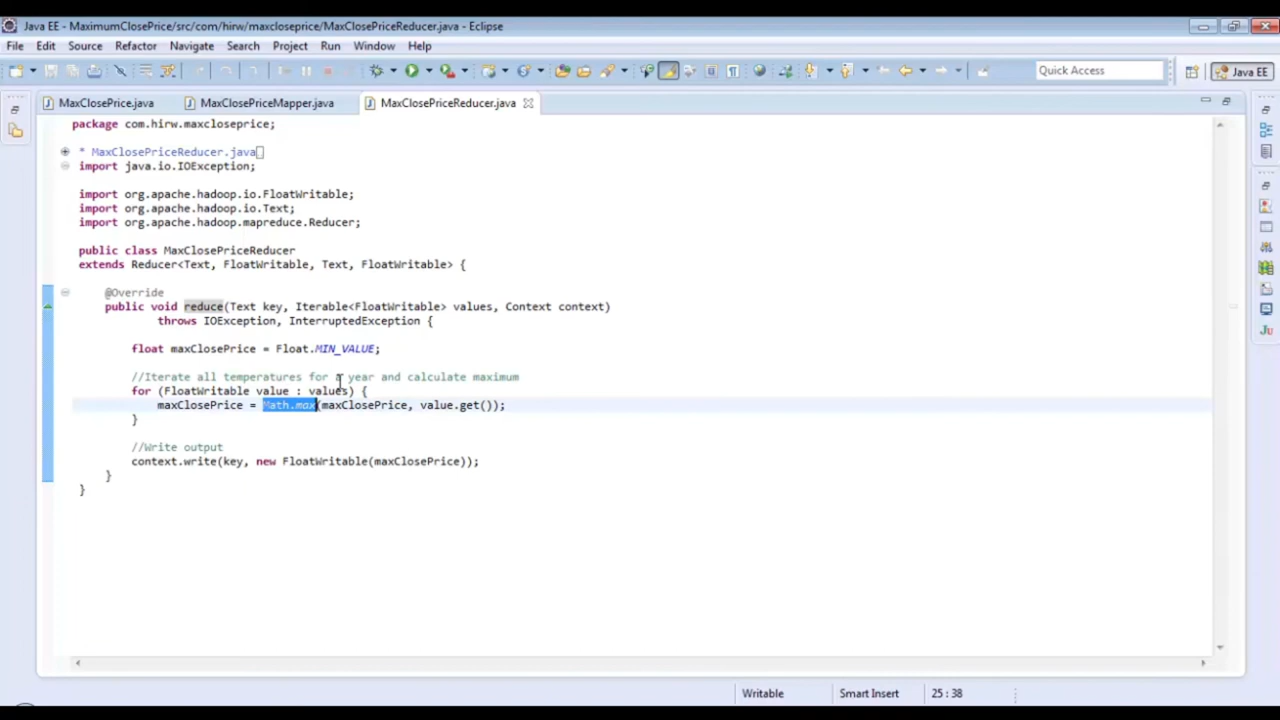 Java EE - MaximumClosePrice/src/com/hirw/maxcloseprice/MaxClosePriceReducer.java - Eclipse
File Edit Source Refactor Navigate Search Project Run Window Help
Quick Access Java EE
MaxClosePrice.java MaxClosePriceMapper.java MaxClosePriceReducer.java
package com.hirw.maxcloseprice;
* MaxClosePriceReducer.java
import java.io.IOException;
import org.apache.hadoop.io.FloatWritable;
import org.apache.hadoop.io.Text;
import org.apache.hadoop.mapreduce.Reducer;
public class MaxClosePriceReducer
extends Reducer<Text, FloatWritable, Text, FloatWritable> {
@Override
public void reduce(Text key, Iterable<FloatWritable> values, Context context)
throws IOException, InterruptedException {
float maxClosePrice = Float.MIN_VALUE;
//Iterate all temperatures for a year and calculate maximum
for (FloatWritable value : values) {
maxClosePrice = Math.max(maxClosePrice, value.get());
}
//Write output
context.write(key, new FloatWritable(maxClosePrice));
}
}
Writable Smart Insert 25 : 38